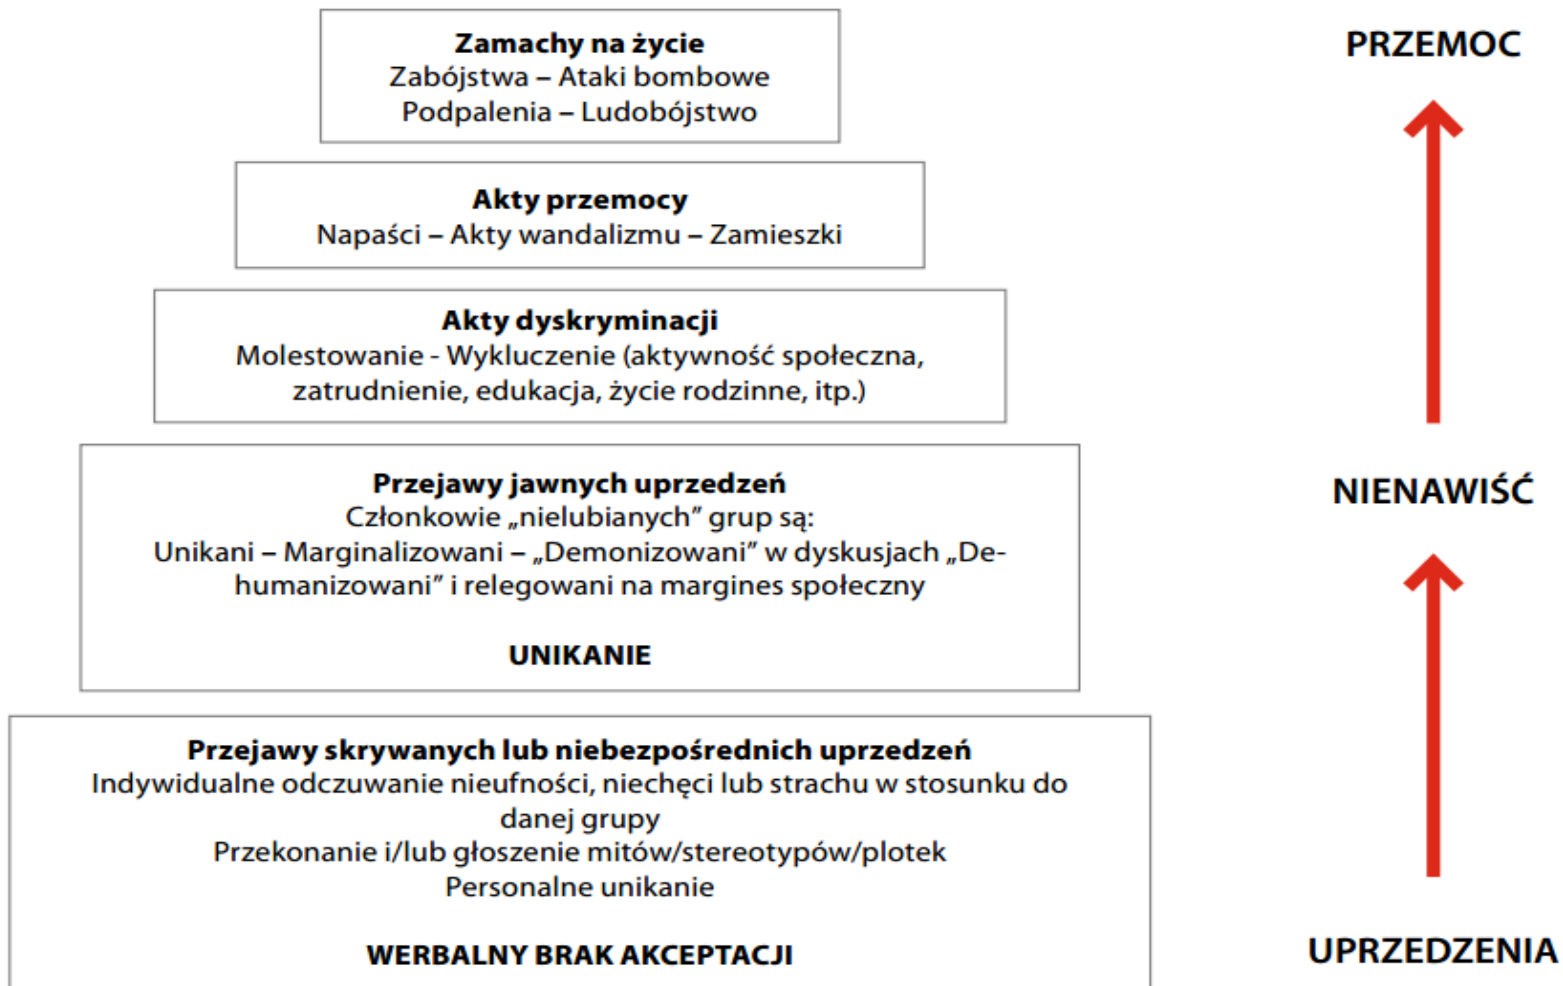 Zamachy na życie
Zabójstwa – Ataki bombowe
Podpalenia – Ludobójstwo
PRZEMOC
Akty przemocy
Napaści – Akty wandalizmu – Zamieszki
Akty dyskryminacji
Molestowanie - Wykluczenie (aktywność społeczna,
zatrudnienie, edukacja, życie rodzinne, itp.)
Przejawy jawnych uprzedzeń
Członkowie „nielubianych” grup są:
Unikani – Marginalizowani – „Demonizowani” w dyskusjach „De-
humanizowani” i relegowani na margines społeczny
UNIKANIE
NIENAWIŚĆ
Przejawy skrywanych lub niebezpośrednich uprzedzeń
Indywidualne odczuwanie nieufności, niechęci lub strachu w stosunku do
danej grupy
Przekonanie i/lub głoszenie mitów/stereotypów/plotek
Personalne unikanie
WERBALNY BRAK AKCEPTACJI
UPRZEDZENIA